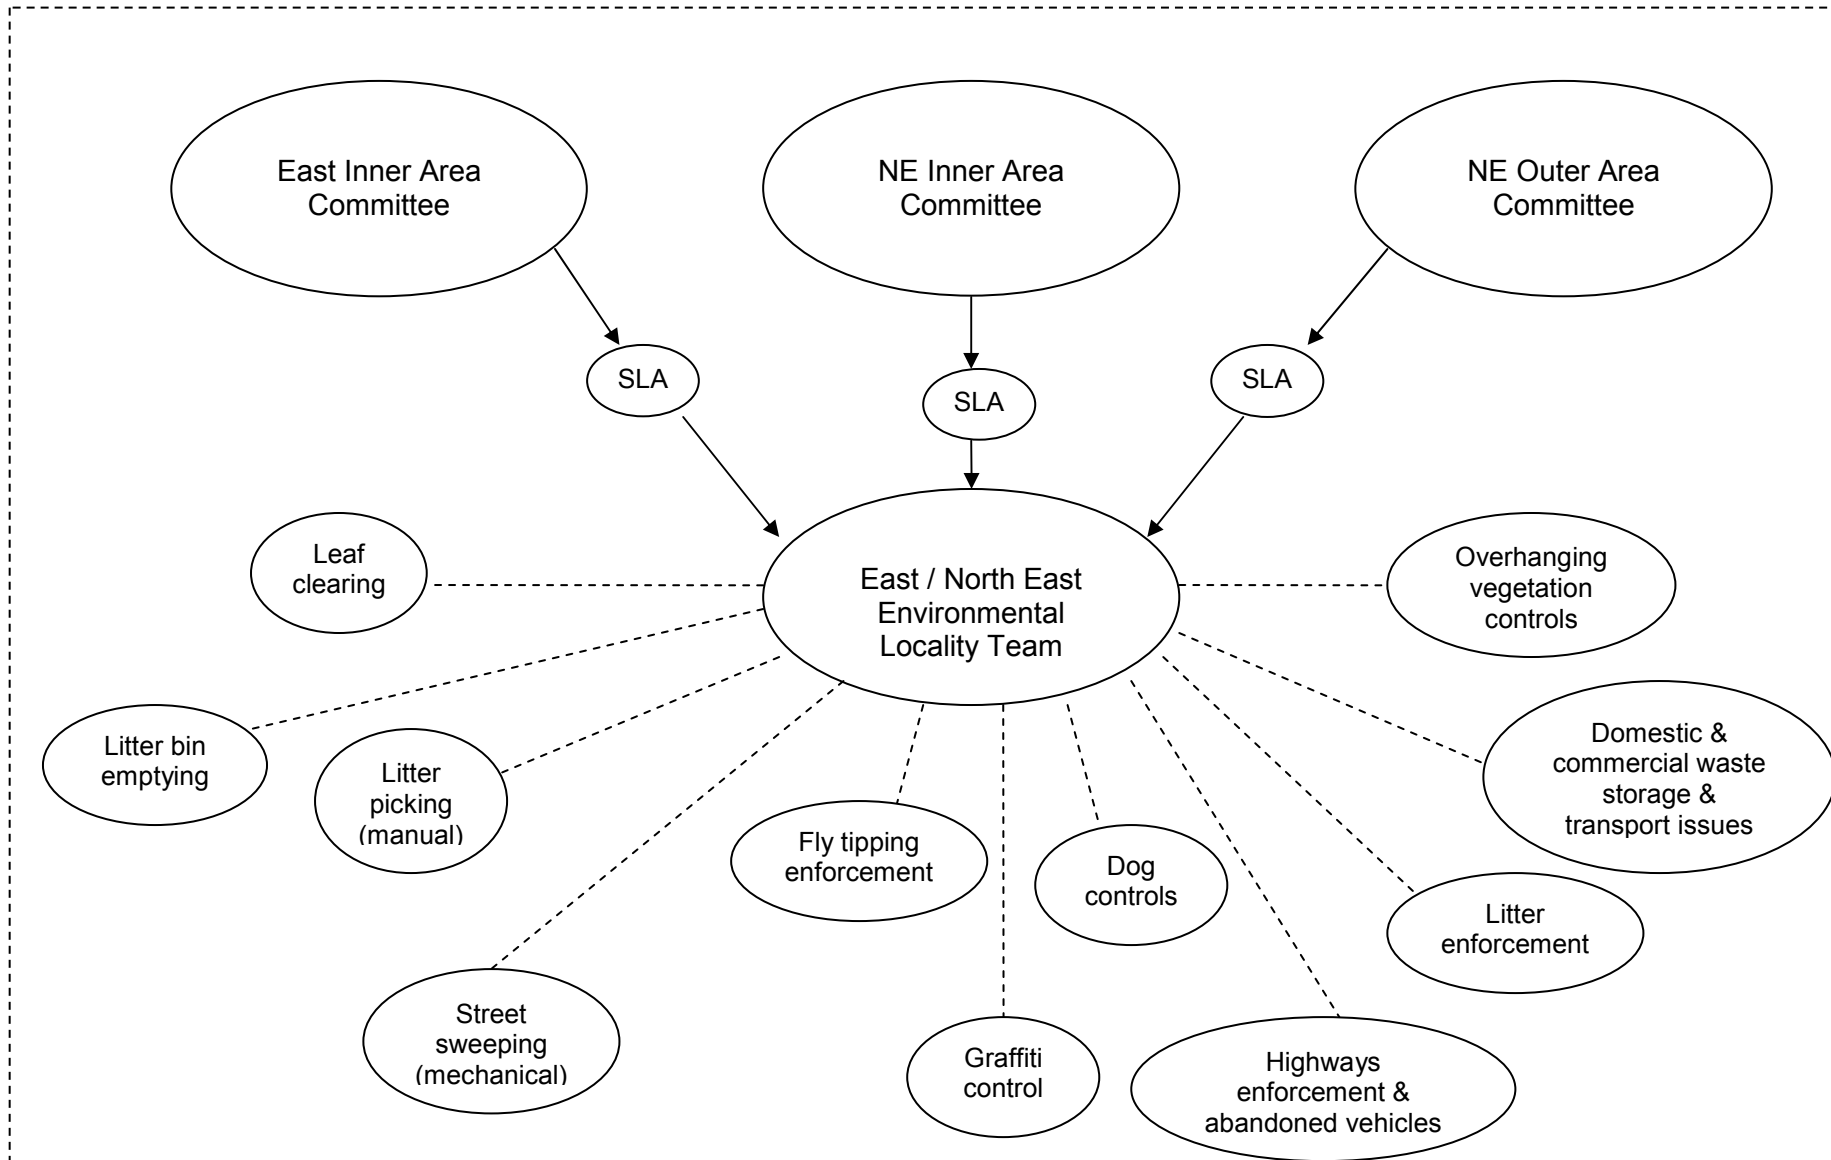 East Inner Area
Committee
NE Inner Area
Committee
NE Outer Area
Committee
SLA
SLA
SLA
East / North East
Environmental
Locality Team
Leaf
clearing
Overhanging
vegetation
controls
Litter bin
emptying
Litter
picking
(manual)
Fly tipping
enforcement
Dog
controls
Domestic &
commercial waste
storage &
transport issues
Litter
enforcement
Street
sweeping
(mechanical)
Graffiti
control
Highways
enforcement &
abandoned vehicles